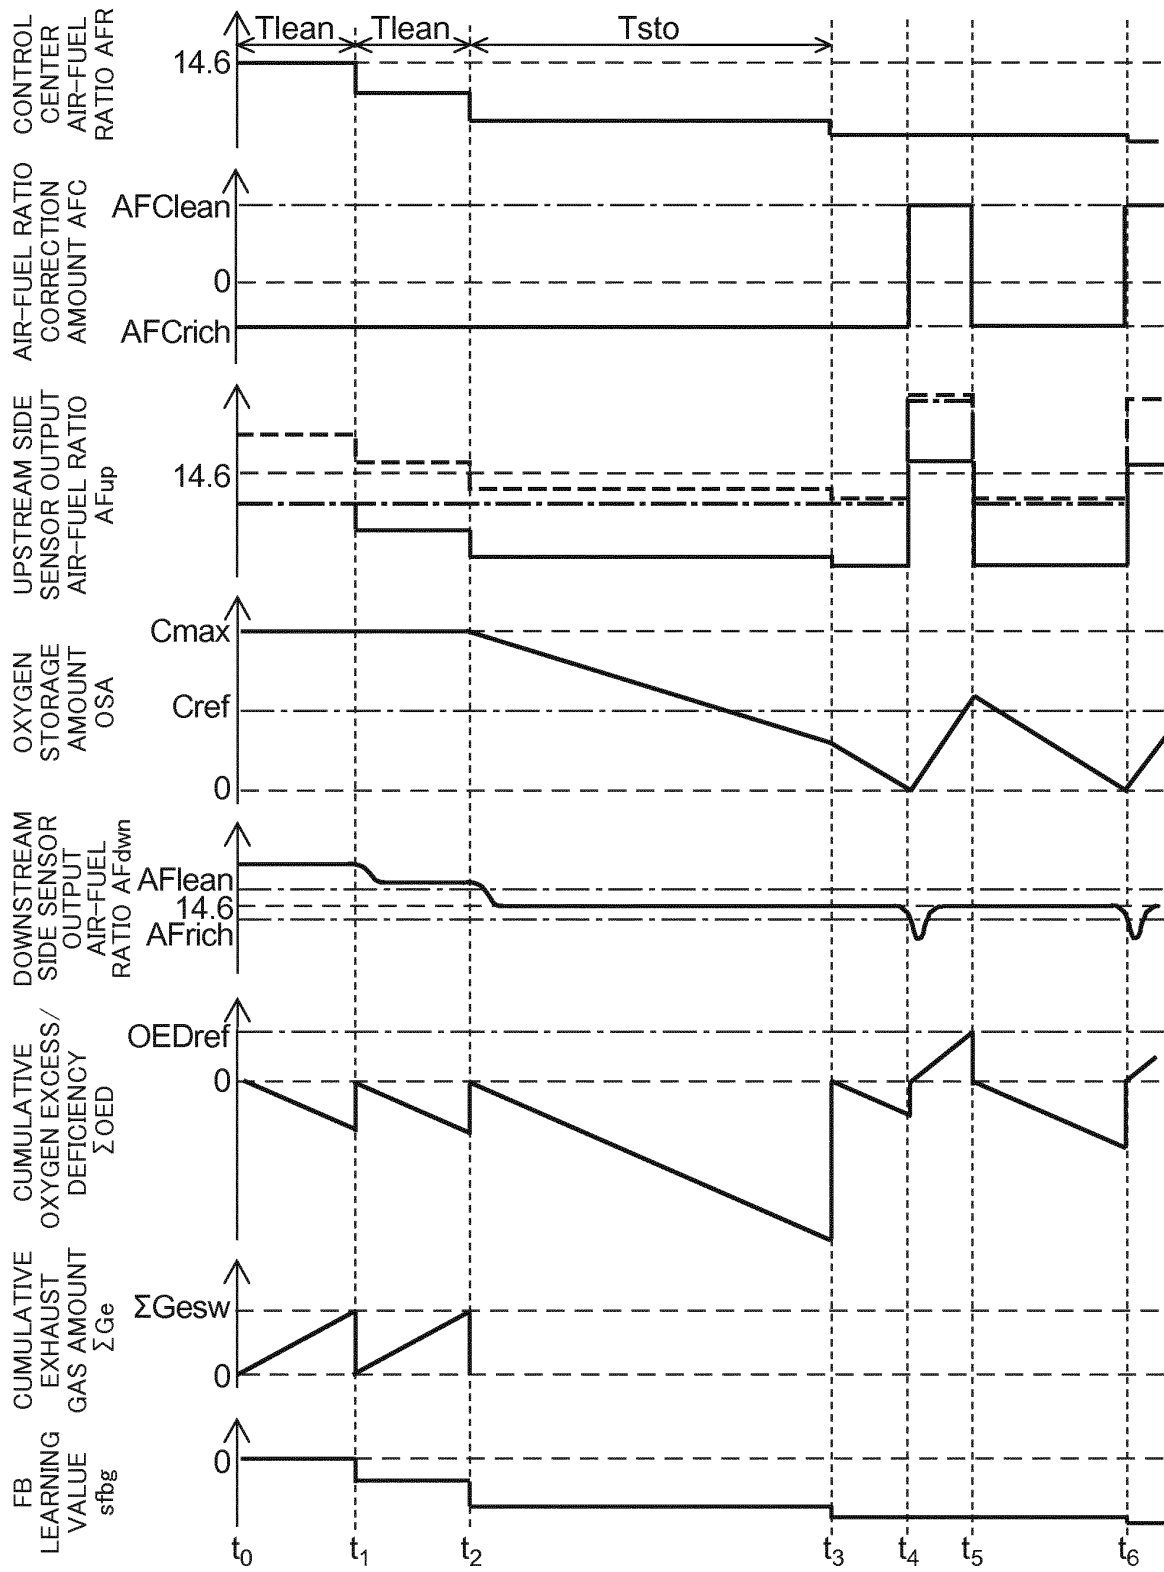 Tlean
Tlean
Tsto
CONTROL
CENTER
AIR-FUEL
RATIO AFR
14.6
AIR-FUEL RATIO
CORRECTION
AMOUNT AFC
AFClean
0
AFCrich
UPSTREAM SIDE
SENSOR OUTPUT
AIR-FUEL RATIO
AFup
14.6
OXYGEN
STORAGE
AMOUNT
OSA
Cmax
Cref
0
DOWNSTREAM
SIDE SENSOR
OUTPUT
AIR-FUEL
RATIO AFdwn
AFlean
14.6
AFrich
CUMULATIVE
OXYGEN EXCESS/
DEFICIENCY
ΣOED
OEDref
0
CUMULATIVE
EXHAUST
GAS AMOUNT
ΣGe
ΣGesw
0
FB
LEARNING
VALUE
sfbg
0
t0 t1 t2 t3 t4 t5 t6